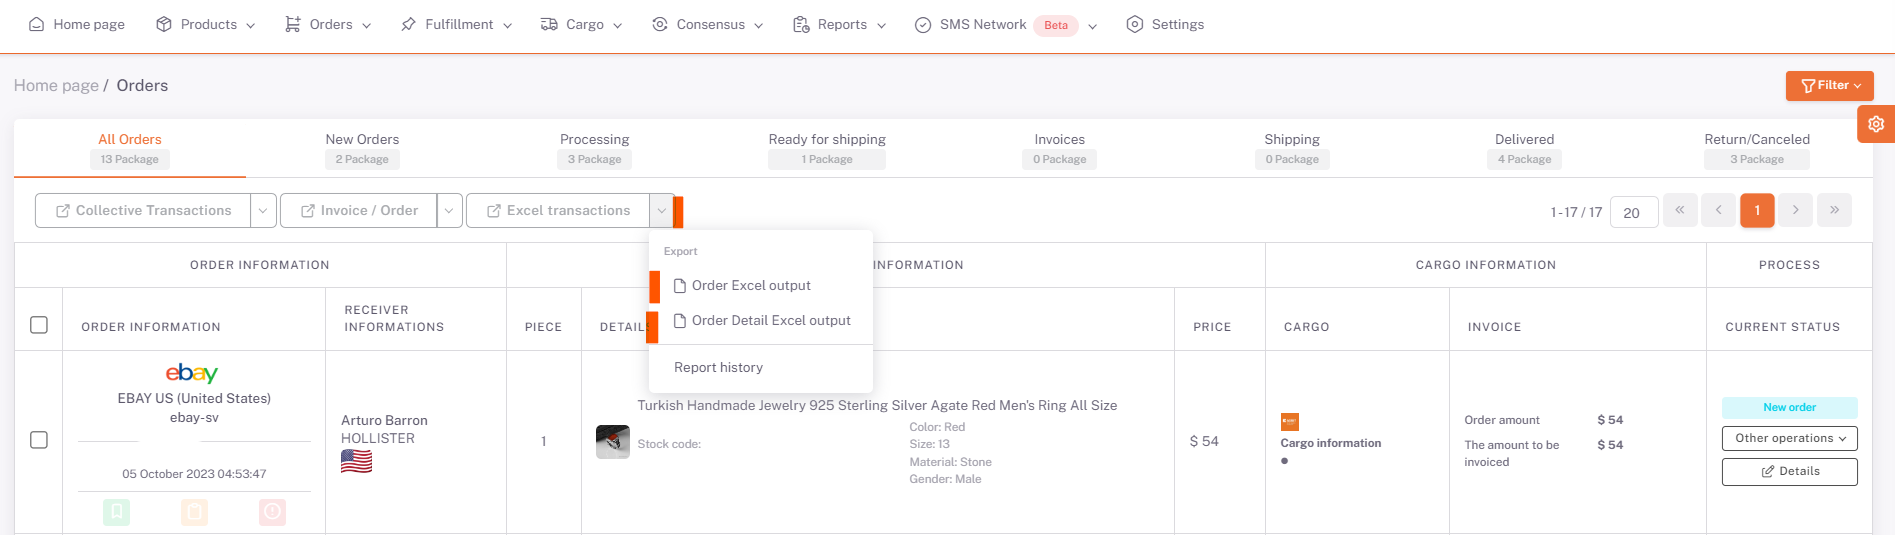 Home page
Products
Orders
Fulfillment
Cargo
Consensus
Reports
SMS Network Beta
Settings
Home page / Orders
Filter
All Orders
13 Package
New Orders
2 Package
Processing
3 Package
Ready for shipping
1 Package
Invoices
0 Package
Shipping
0 Package
Delivered
4 Package
Return/Canceled
3 Package
Collective Transactions
Invoice / Order
Excel transactions
1 - 17 / 17
20
«
‹
1
›
»
Export
Order Excel output
Order Detail Excel output
Report history
ORDER INFORMATION
INFORMATION
CARGO INFORMATION
PROCESS
ORDER INFORMATION
RECEIVER
INFORMATIONS
PIECE
DETAIL
PRICE
CARGO
INVOICE
CURRENT STATUS
ebay
EBAY US (United States)
ebay-sv
05 October 2023 04:53:47
Arturo Barron
HOLLISTER
1
Turkish Handmade Jewelry 925 Sterling Silver Agate Red Men's Ring All Size
Stock code:
Color: Red
Size: 13
Material: Stone
Gender: Male
$ 54
Cargo information
Order amount $ 54
The amount to be $ 54
invoiced
New order
Other operations
Details